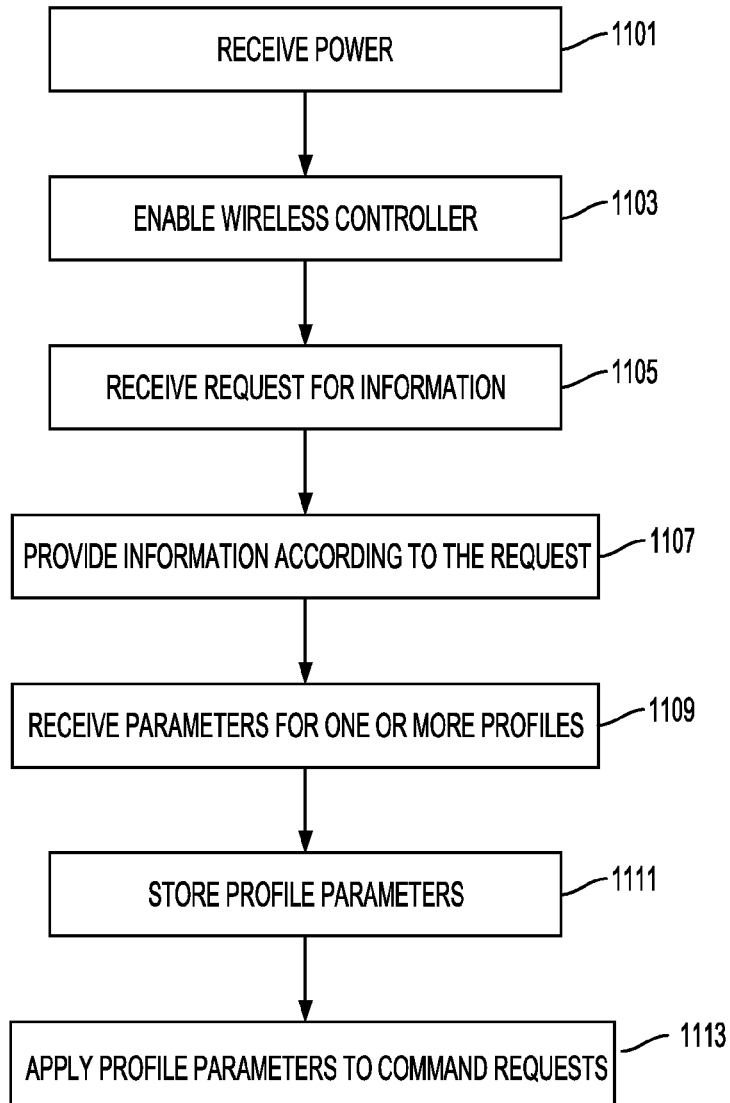 RECEIVE POWER
1101
ENABLE WIRELESS CONTROLLER
1103
RECEIVE REQUEST FOR INFORMATION
1105
PROVIDE INFORMATION ACCORDING TO THE REQUEST
1107
RECEIVE PARAMETERS FOR ONE OR MORE PROFILES
1109
STORE PROFILE PARAMETERS
1111
APPLY PROFILE PARAMETERS TO COMMAND REQUESTS
1113